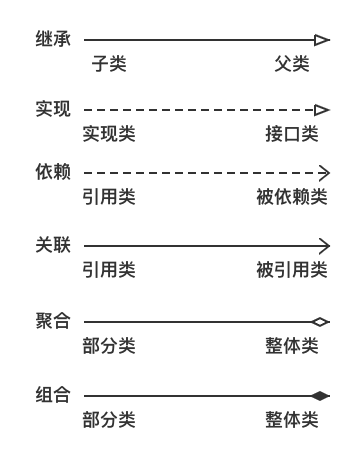 继承
子类 父类
实现
实现类 接口类
依赖
引用类 被依赖类
关联
引用类 被引用类
聚合
部分类 整体类
组合
部分类 整体类